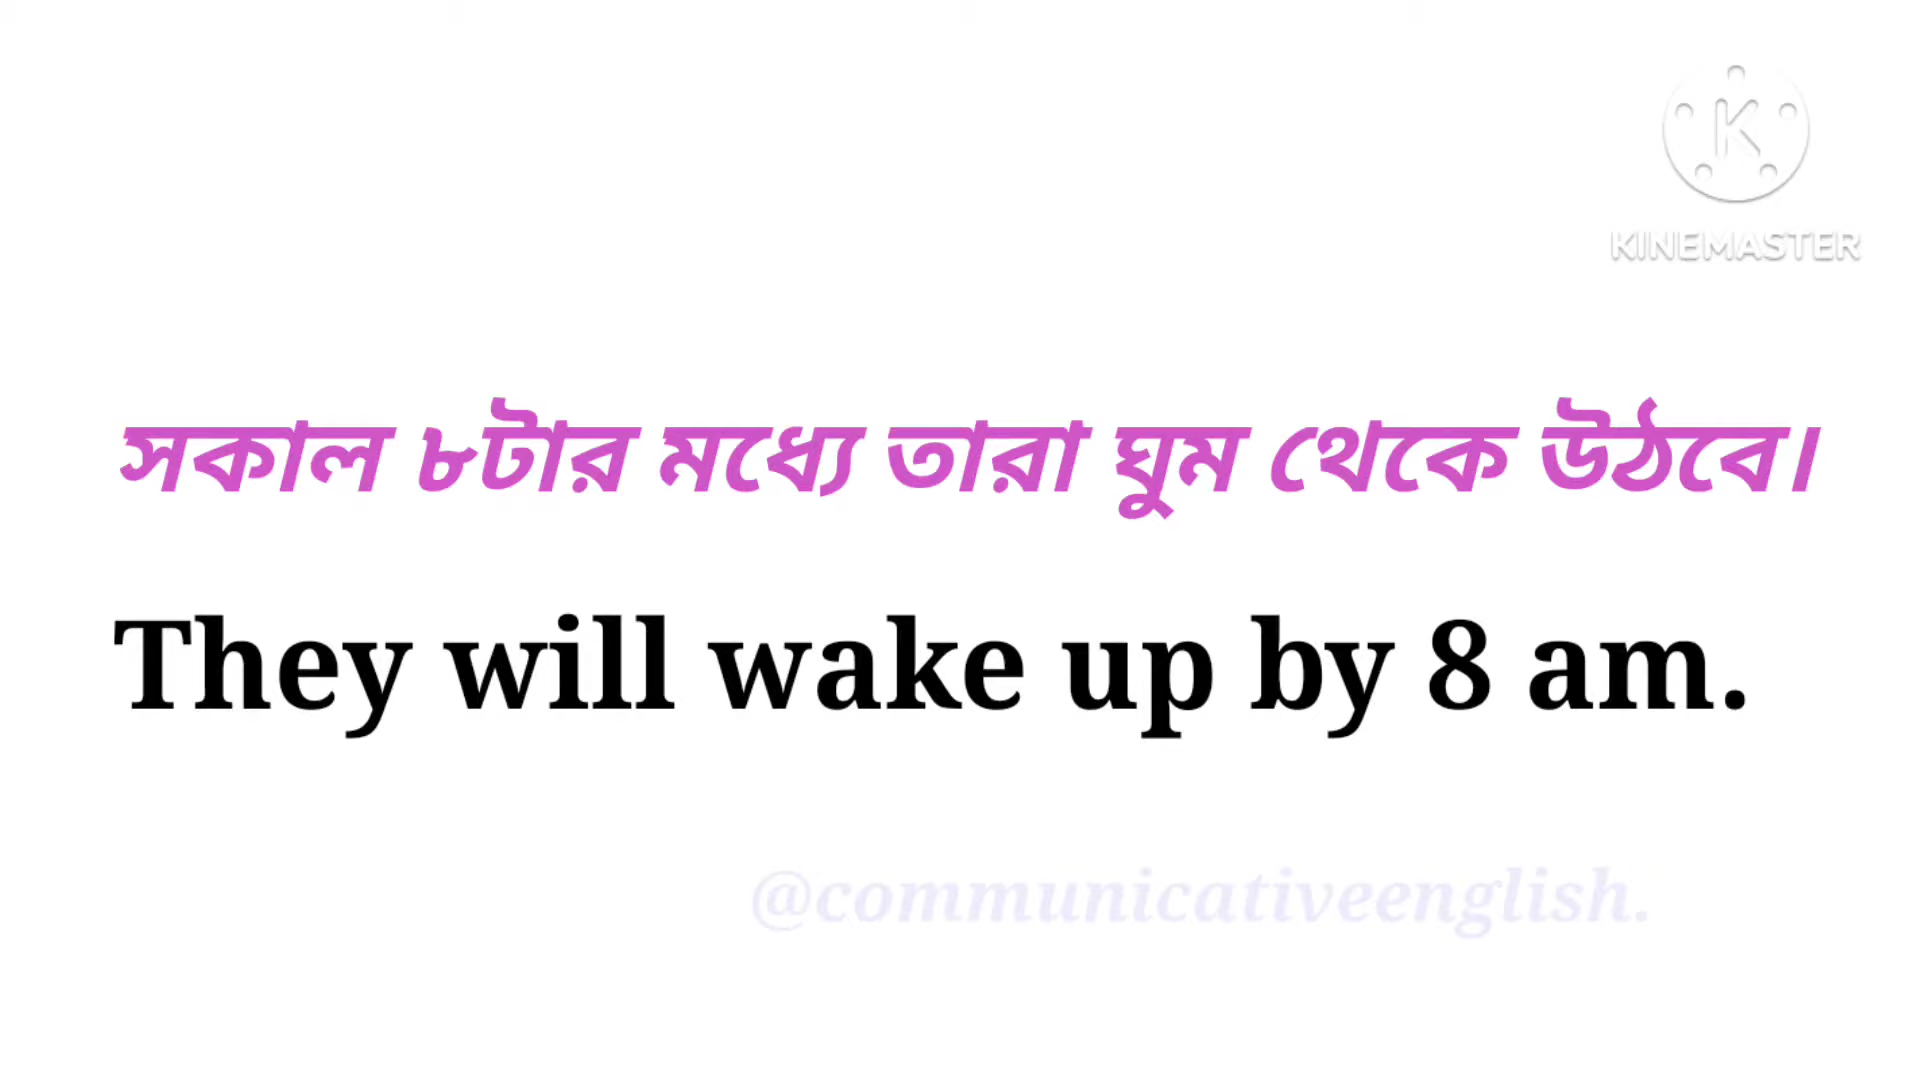 KINEMASTER
সকাল ৮টার মধ্যে তারা ঘুম থেকে উঠবে।
They will wake up by 8 am.
@communicativeenglish.